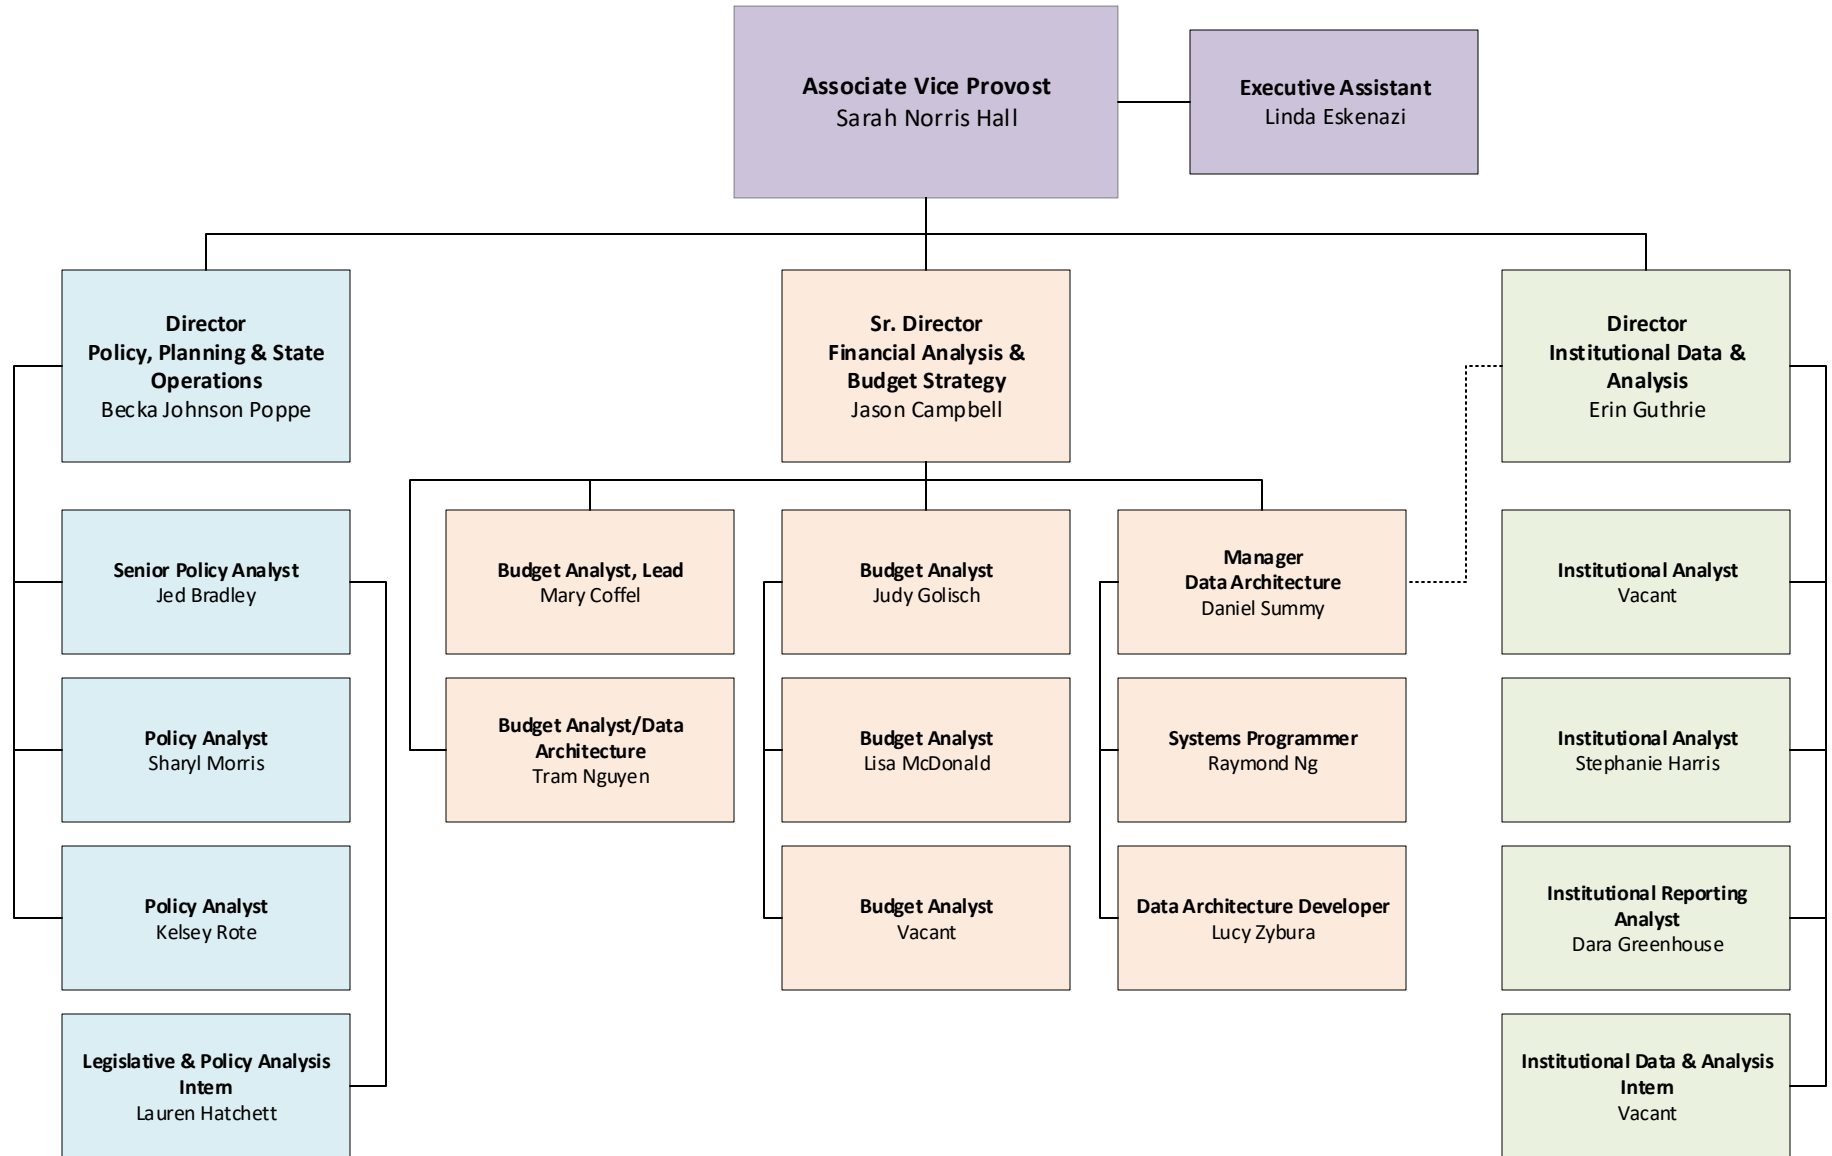 Associate Vice Provost
Sarah Norris Hall
Executive Assistant
Linda Eskenazi
Director
Policy, Planning & State
Operations
Becka Johnson Poppe
Sr. Director
Financial Analysis &
Budget Strategy
Jason Campbell
Director
Institutional Data &
Analysis
Erin Guthrie
Senior Policy Analyst
Jed Bradley
Budget Analyst, Lead
Mary Coffel
Budget Analyst
Judy Golisch
Manager
Data Architecture
Daniel Summy
Institutional Analyst
Vacant
Policy Analyst
Sharyl Morris
Budget Analyst/Data
Architecture
Tram Nguyen
Budget Analyst
Lisa McDonald
Systems Programmer
Raymond Ng
Institutional Analyst
Stephanie Harris
Policy Analyst
Kelsey Rote
Budget Analyst
Vacant
Data Architecture Developer
Lucy Zybura
Institutional Reporting
Analyst
Dara Greenhouse
Legislative & Policy Analysis
Intern
Lauren Hatchett
Institutional Data & Analysis
Intern
Vacant